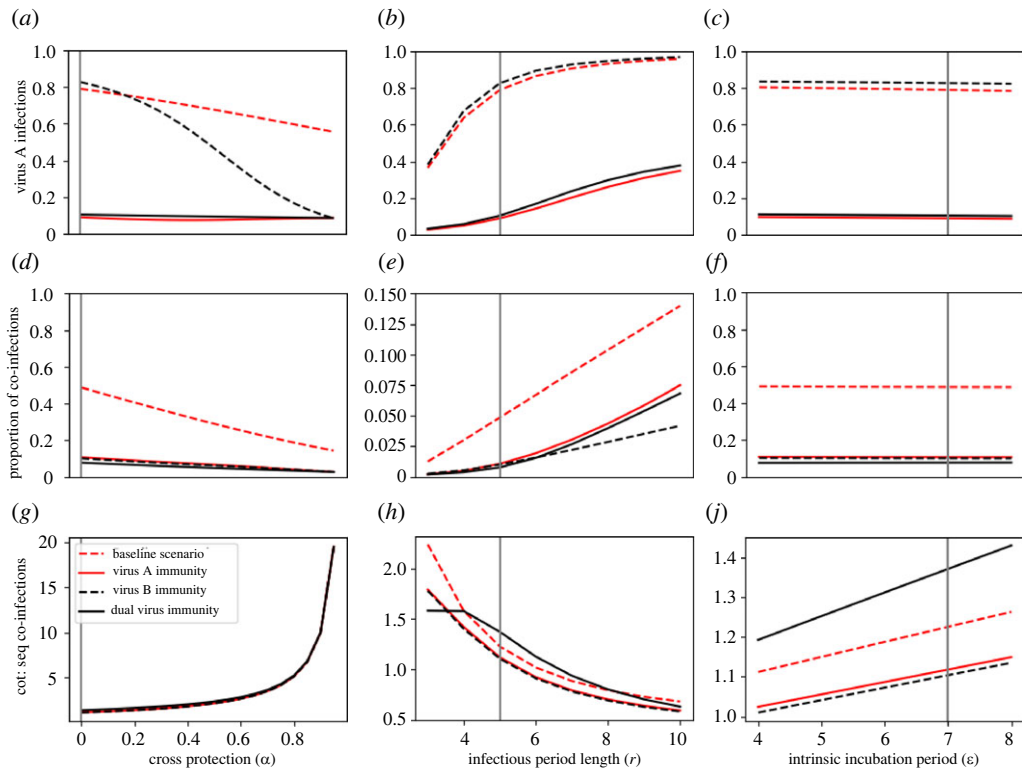 (a)
(b)
(c)
1.0
0.8
0.6
0.4
0.2
0
virus A infections
1.0
0.8
0.6
0.4
0.2
0
1.0
0.8
0.6
0.4
0.2
0
(d)
(e)
(f)
1.0
0.8
0.6
0.4
0.2
0
proportion of co-infections
0.150
0.125
0.100
0.075
0.050
0.025
0
1.0
0.8
0.6
0.4
0.2
0
(g)
(h)
(j)
20
15
10
5
cot: seq co-infections
baseline scenario
virus A immunity
virus B immunity
dual virus immunity
0 0.2 0.4 0.6 0.8
cross protection (α)
2.0
1.5
1.0
0.5
4 6 8 10
infectious period length (r)
1.4
1.3
1.2
1.1
1.0
4 5 6 7 8
intrinsic incubation period (ε)